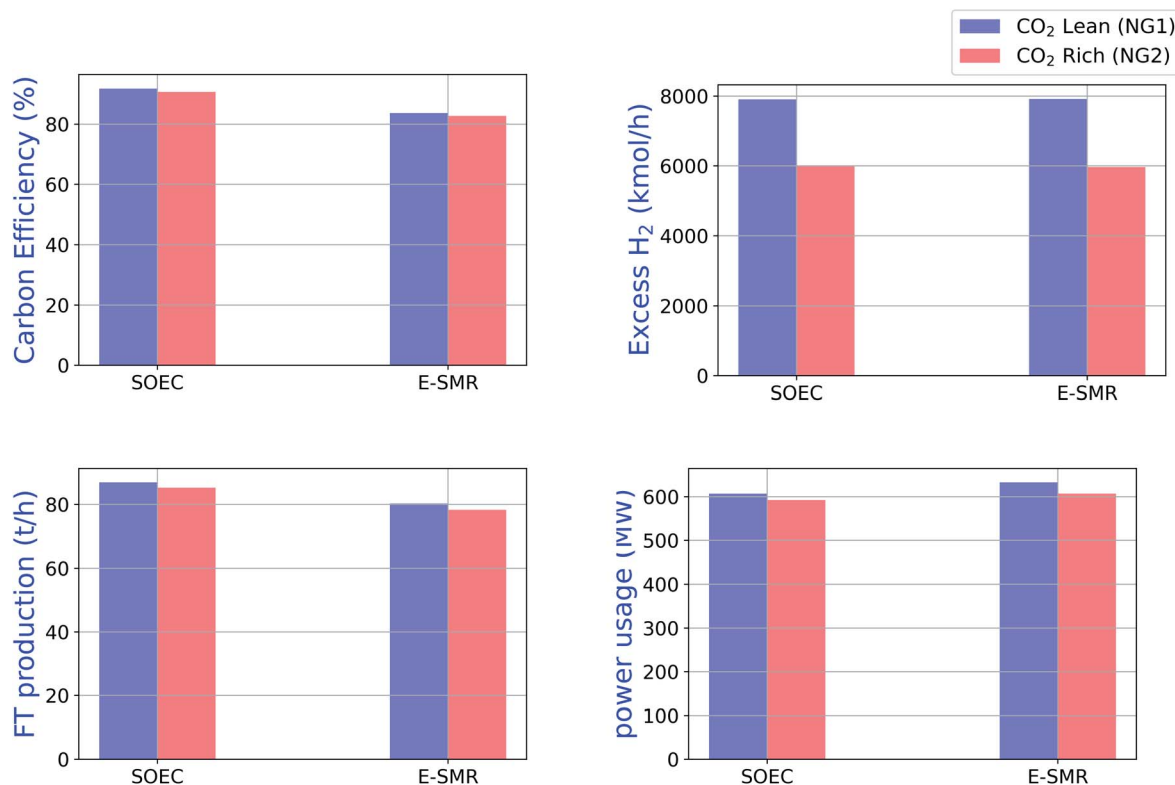 CO₂ Lean (NG1)
CO₂ Rich (NG2)
Carbon Efficiency (%)
80
60
40
20
0
SOEC
E-SMR
Excess H₂ (kmol/h)
8000
6000
4000
2000
0
SOEC
E-SMR
FT production (t/h)
80
60
40
20
0
SOEC
E-SMR
power usage (MW)
600
500
400
300
200
100
0
SOEC
E-SMR